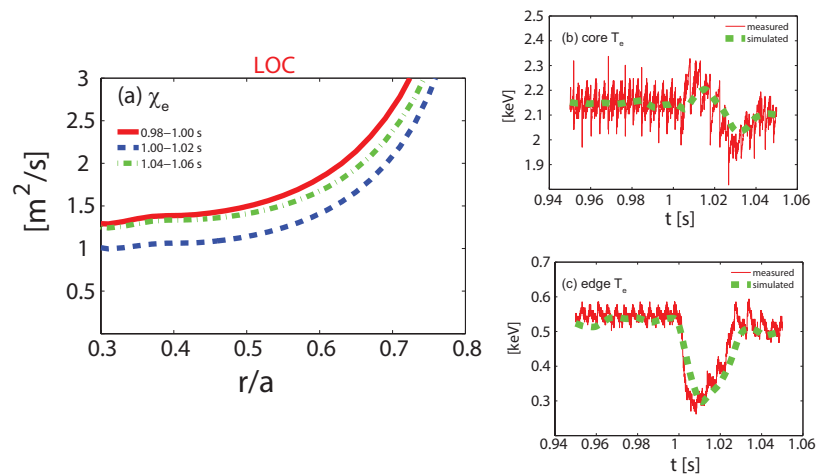 LOC
(a) χe
0.98−1.00 s
1.00−1.02 s
1.04−1.06 s
[m²/s]
3
2.5
2
1.5
1
0.5
0.3 0.4 0.5 0.6 0.7 0.8
r/a
(b) core Te
measured
simulated
[keV]
2.5
2.4
2.3
2.2
2.1
2
1.9
0.94 0.96 0.98 1 1.02 1.04 1.06
t [s]
(c) edge Te
measured
simulated
[keV]
0.6
0.5
0.4
0.3
0.94 0.96 0.98 1 1.02 1.04 1.06
t [s]